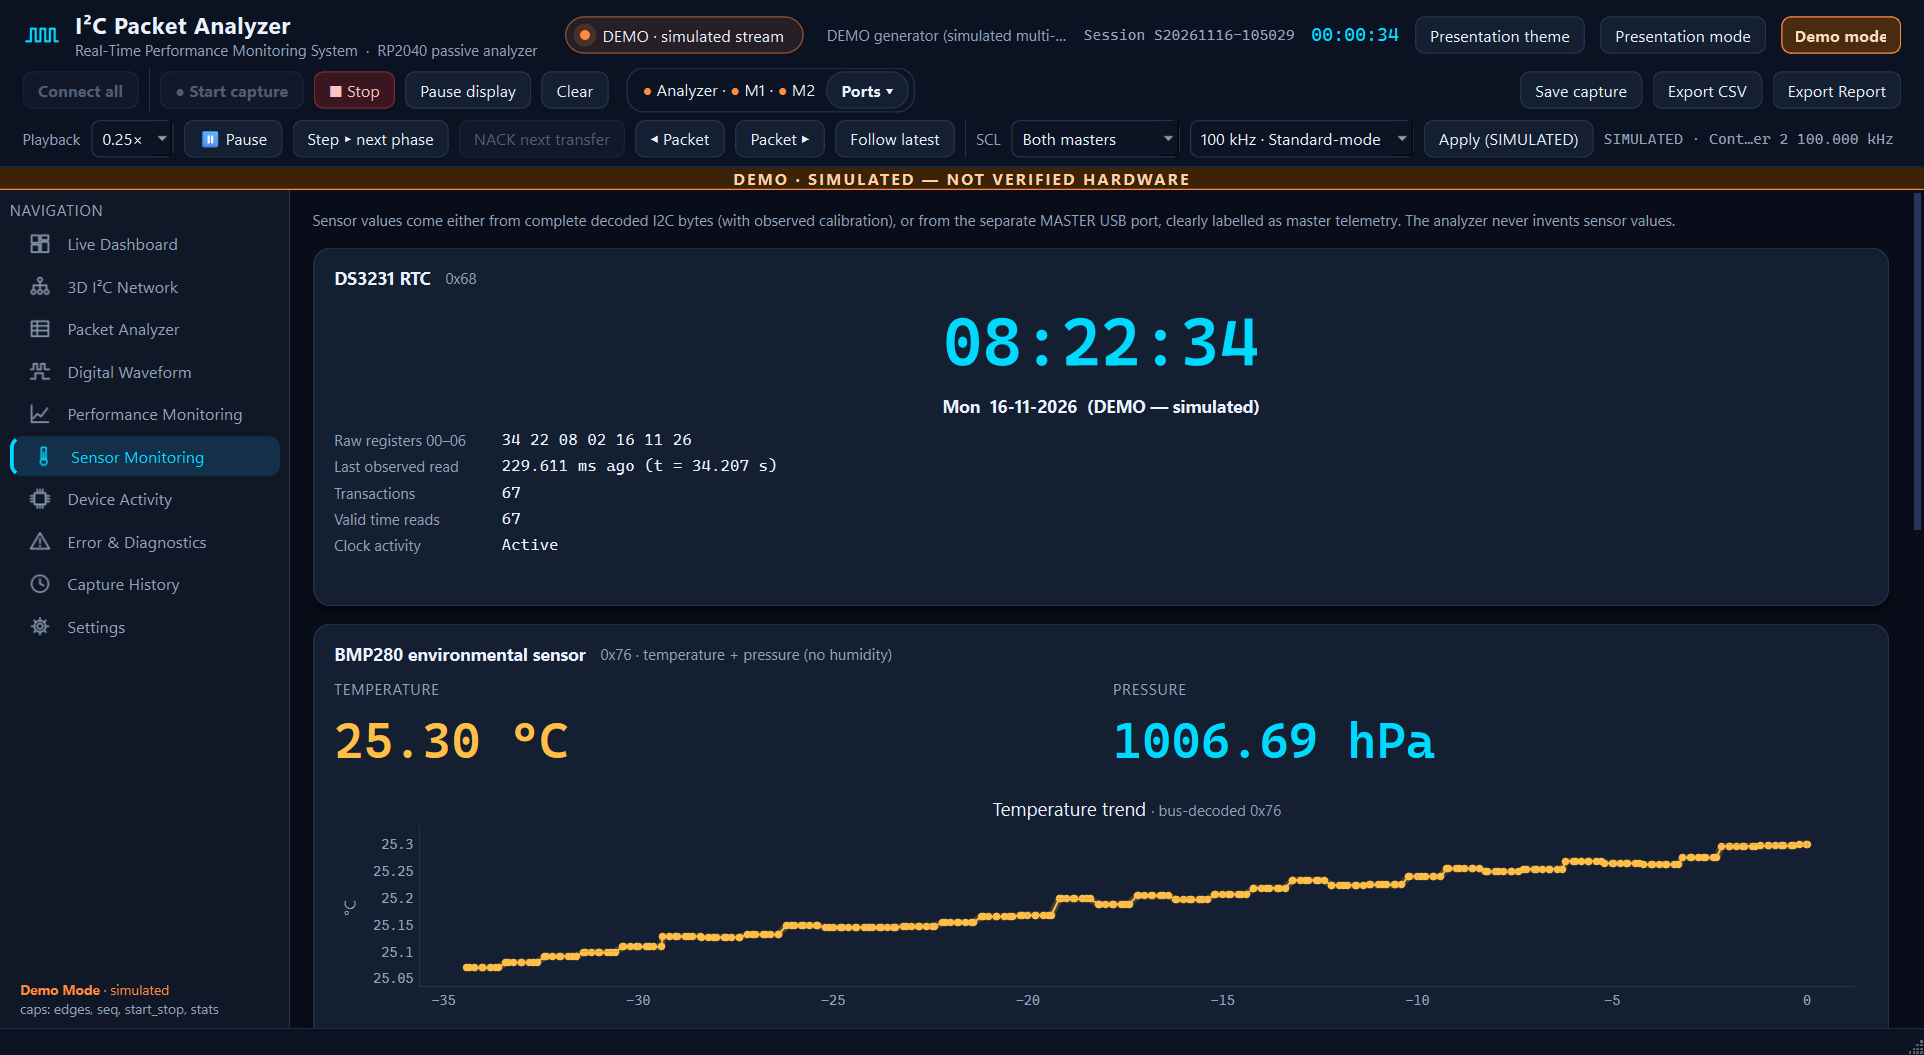 I²C Packet Analyzer
Real-Time Performance Monitoring System · RP2040 passive analyzer
DEMO · simulated stream
DEMO generator (simulated multi-...
Session S20261116-105029
00:00:34
Presentation theme
Presentation mode
Demo mode
Connect all
● Start capture
■ Stop
Pause display
Clear
● Analyzer · ● M1 · ● M2
Ports ▾
Save capture
Export CSV
Export Report
Playback
0.25×
⏸ Pause
Step ▸ next phase
NACK next transfer
◂ Packet
Packet ▸
Follow latest
SCL
Both masters
100 kHz · Standard-mode
Apply (SIMULATED)
SIMULATED · Cont…er 2 100.000 kHz
DEMO · SIMULATED — NOT VERIFIED HARDWARE
NAVIGATION
Live Dashboard
3D I²C Network
Packet Analyzer
Digital Waveform
Performance Monitoring
Sensor Monitoring
Device Activity
Error & Diagnostics
Capture History
Settings
Demo Mode · simulated
caps: edges, seq, start_stop, stats
Sensor values come either from complete decoded I2C bytes (with observed calibration), or from the separate MASTER USB port, clearly labelled as master telemetry. The analyzer never invents sensor values.
DS3231 RTC 0x68
08:22:34
Mon 16-11-2026 (DEMO — simulated)
Raw registers 00–06 34 22 08 02 16 11 26
Last observed read 229.611 ms ago (t = 34.207 s)
Transactions 67
Valid time reads 67
Clock activity Active
BMP280 environmental sensor 0x76 · temperature + pressure (no humidity)
TEMPERATURE
25.30 °C
PRESSURE
1006.69 hPa
Temperature trend · bus-decoded 0x76
°C
25.3
25.25
25.2
25.15
25.1
25.05
−35 −30 −25 −20 −15 −10 −5 0